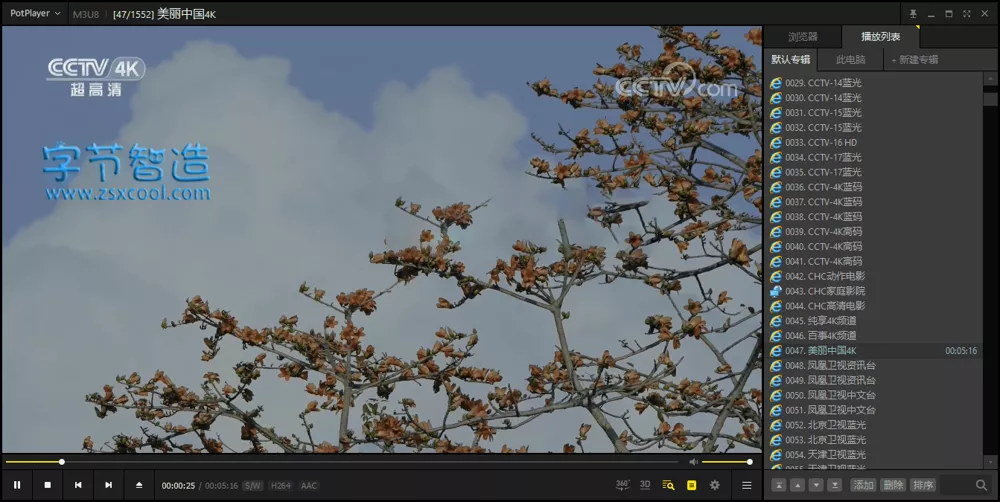 PotPlayer M3U8 [47/1552] 美丽中国4K
浏览器 播放列表
默认专辑 此电脑 + 新建专辑
CCTV 4K
超高清
CCTV.com
字节智造
www.zsxcool.com
0029. CCTV-14蓝光
0030. CCTV-14蓝光
0031. CCTV-15蓝光
0032. CCTV-15蓝光
0033. CCTV-16 HD
0034. CCTV-17蓝光
0035. CCTV-17蓝光
0036. CCTV-4K蓝码
0037. CCTV-4K蓝码
0038. CCTV-4K蓝码
0039. CCTV-4K高码
0040. CCTV-4K高码
0041. CCTV-4K高码
0042. CHC动作电影
0043. CHC家庭影院
0044. CHC高清电影
0045. 纯享4K频道
0046. 百事4K频道
0047. 美丽中国4K 00:05:16
0048. 凤凰卫视资讯台
0049. 凤凰卫视资讯台
0050. 凤凰卫视中文台
0051. 凤凰卫视中文台
0052. 北京卫视蓝光
0053. 北京卫视蓝光
0054. 天津卫视蓝光
0055. 天津卫视蓝光
00:00:25 / 00:05:16 S/W H264 AAC
360° 3D
添加 删除 排序